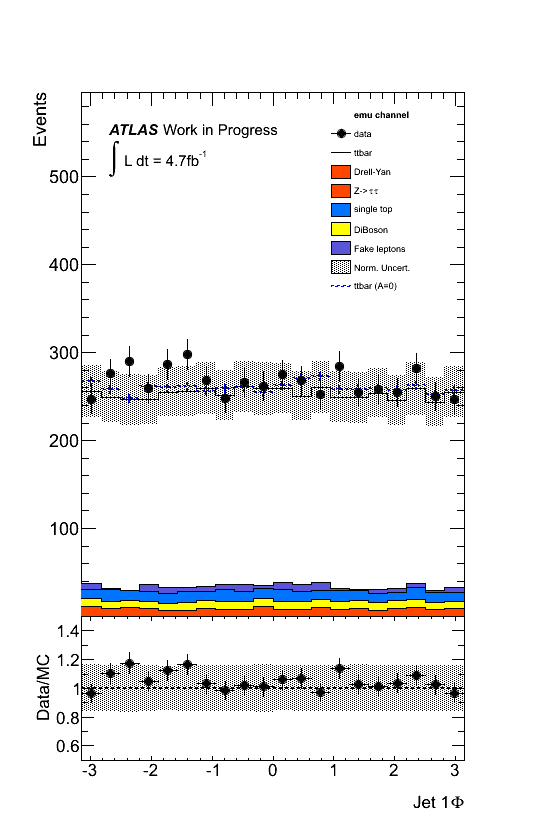 Events
ATLAS Work in Progress
∫ L dt = 4.7fb⁻¹
emu channel
data
ttbar
Drell-Yan
Z->ττ
single top
DiBoson
Fake leptons
Norm. Uncert.
ttbar (A=0)
500
400
300
200
100
Data/MC
1.4
1.2
1
0.8
0.6
-3 -2 -1 0 1 2 3
Jet 1Φ